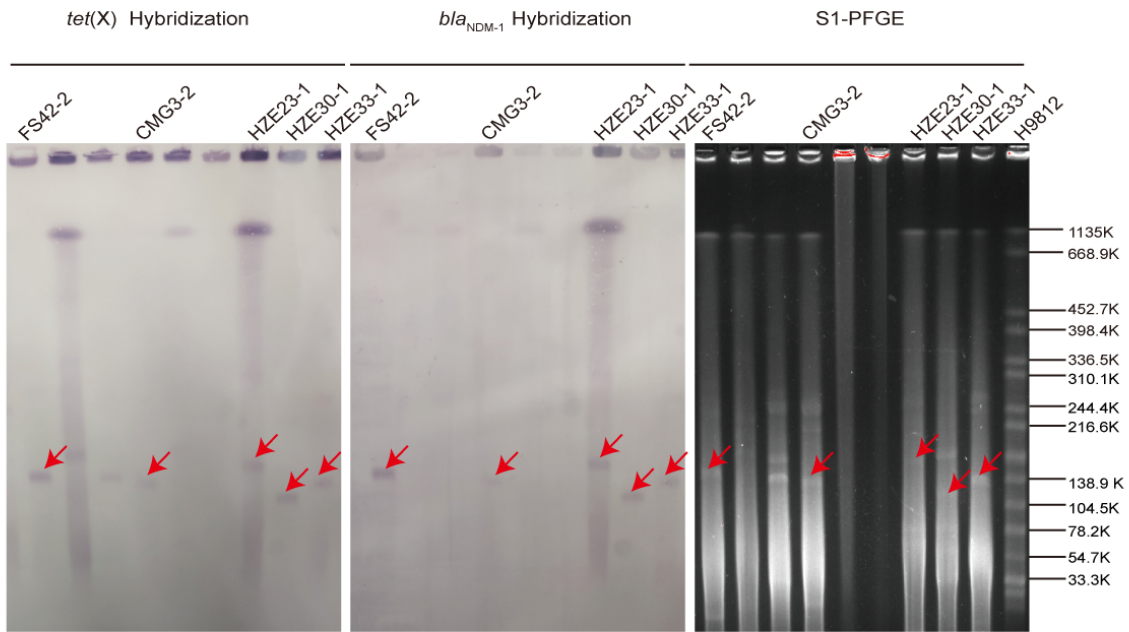 tet(X) Hybridization
bla NDM-1 Hybridization
S1-PFGE
FS42-2
CMG3-2
HZE23-1
HZE30-1
HZE33-1
FS42-2
CMG3-2
HZE23-1
HZE30-1
HZE33-1
FS42-2
CMG3-2
HZE23-1
HZE30-1
HZE33-1
H9812
1135K
668.9K
452.7K
398.4K
336.5K
310.1K
244.4K
216.6K
138.9 K
104.5K
78.2K
54.7K
33.3K